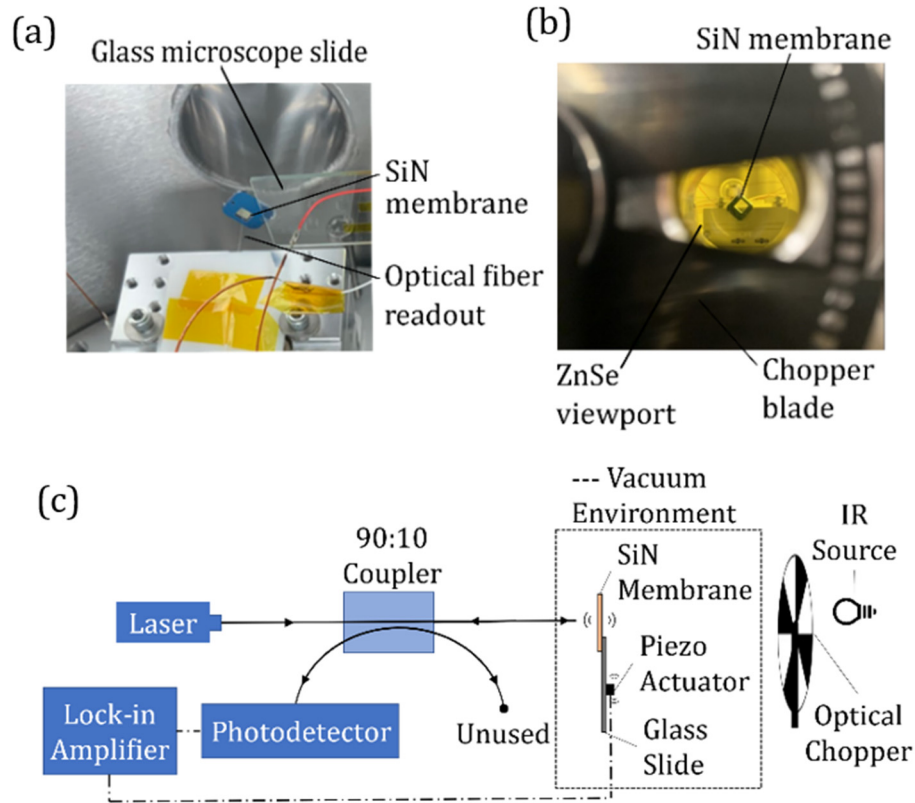 (a)
Glass microscope slide
SiN
membrane
Optical fiber
readout
(b)
SiN membrane
ZnSe
viewport
Chopper
blade
(c)
90:10
Coupler
Laser
Lock-in
Amplifier
Photodetector
Unused
--- Vacuum
Environment
SiN
Membrane
Piezo
Actuator
Glass
Slide
IR
Source
Optical
Chopper